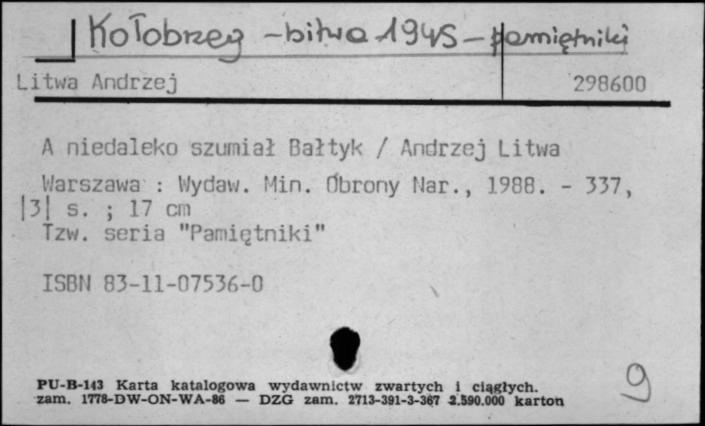 Kołobrzeg - bitwa 1945 - pamiętniki
Litwa Andrzej 298600
A niedaleko szumiał Bałtyk / Andrzej Litwa
Warszawa : Wydaw. Min. Obrony Nar., 1988. - 337,
|3| s. ; 17 cm
Tzw. seria "Pamiętniki"
ISBN 83-11-07536-0
PU-B-143 Karta katalogowa wydawnictw zwartych i ciągłych.
zam. 1778-DW-ON-WA-86 — DZG zam. 2713-391-3-367 2.590.000 karton
9